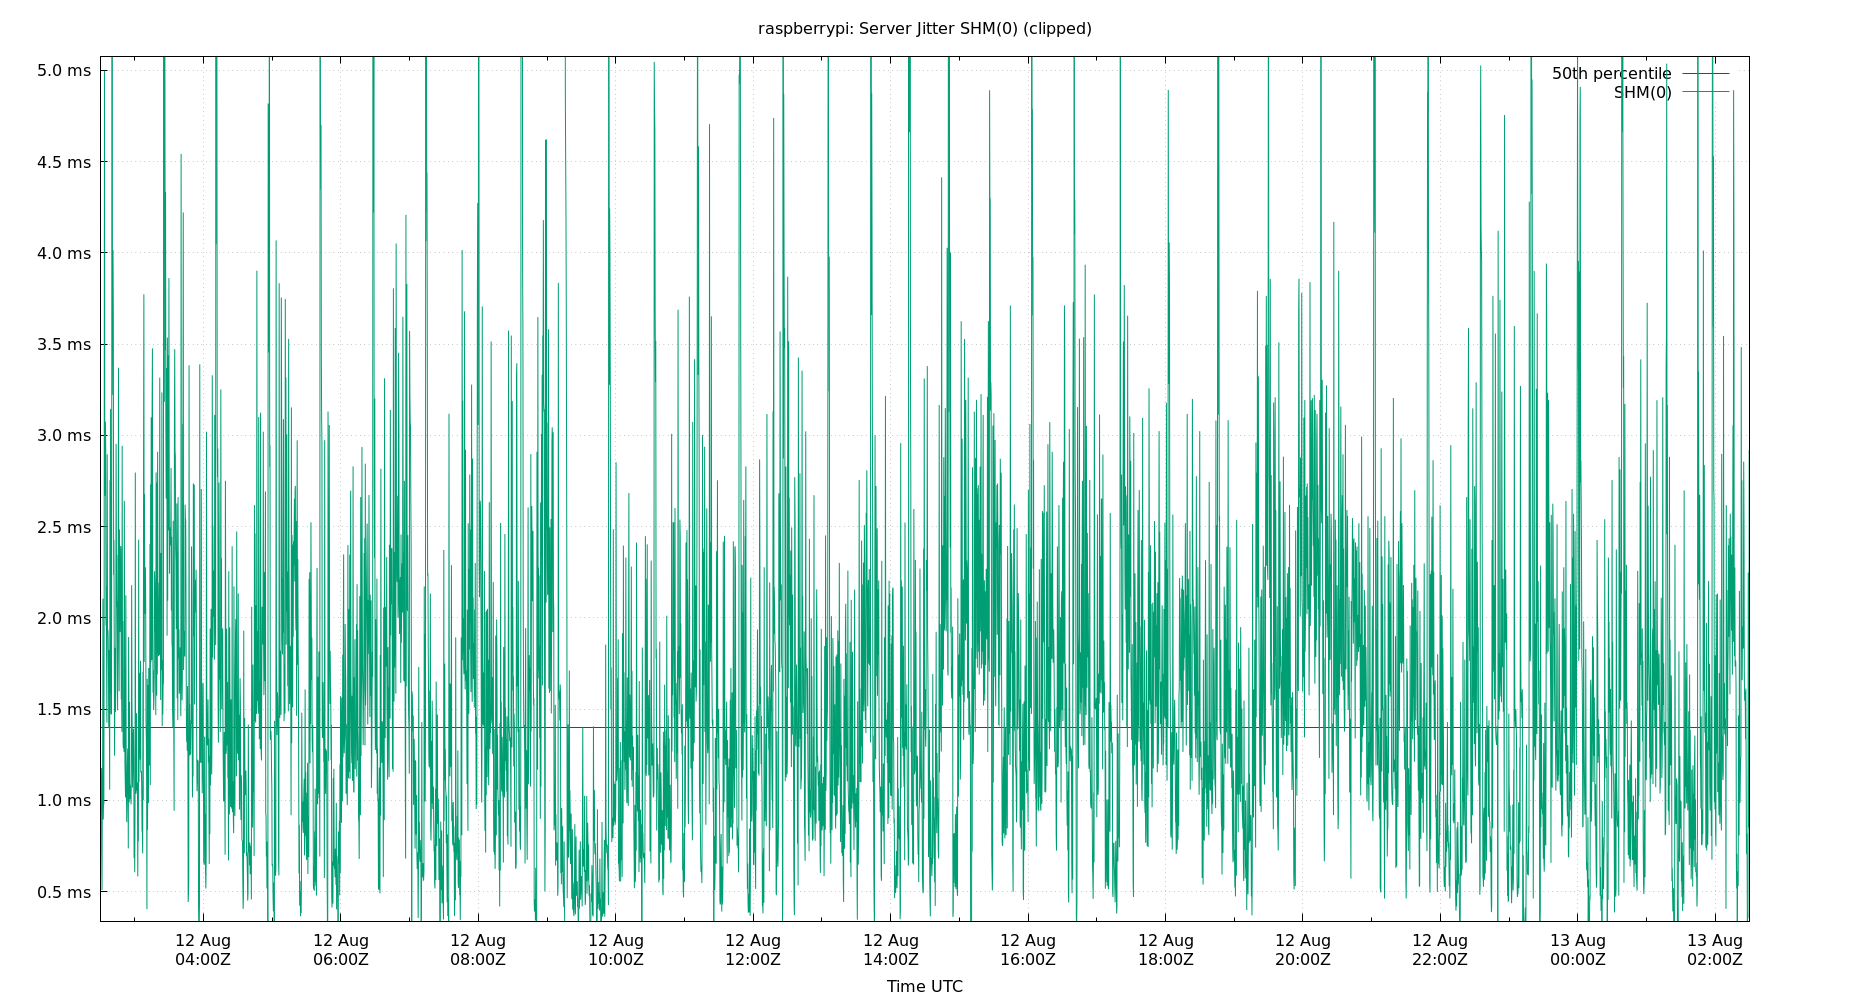 raspberrypi: Server Jitter SHM(0) (clipped)
5.0 ms
50th percentile
SHM(0)
4.5 ms
4.0 ms
3.5 ms
3.0 ms
2.5 ms
2.0 ms
1.5 ms
1.0 ms
0.5 ms
12 Aug 12 Aug 12 Aug 12 Aug 12 Aug 12 Aug 12 Aug 12 Aug 12 Aug 12 Aug 13 Aug 13 Aug
04:00Z 06:00Z 08:00Z 10:00Z 12:00Z 14:00Z 16:00Z 18:00Z 20:00Z 22:00Z 00:00Z 02:00Z
Time UTC